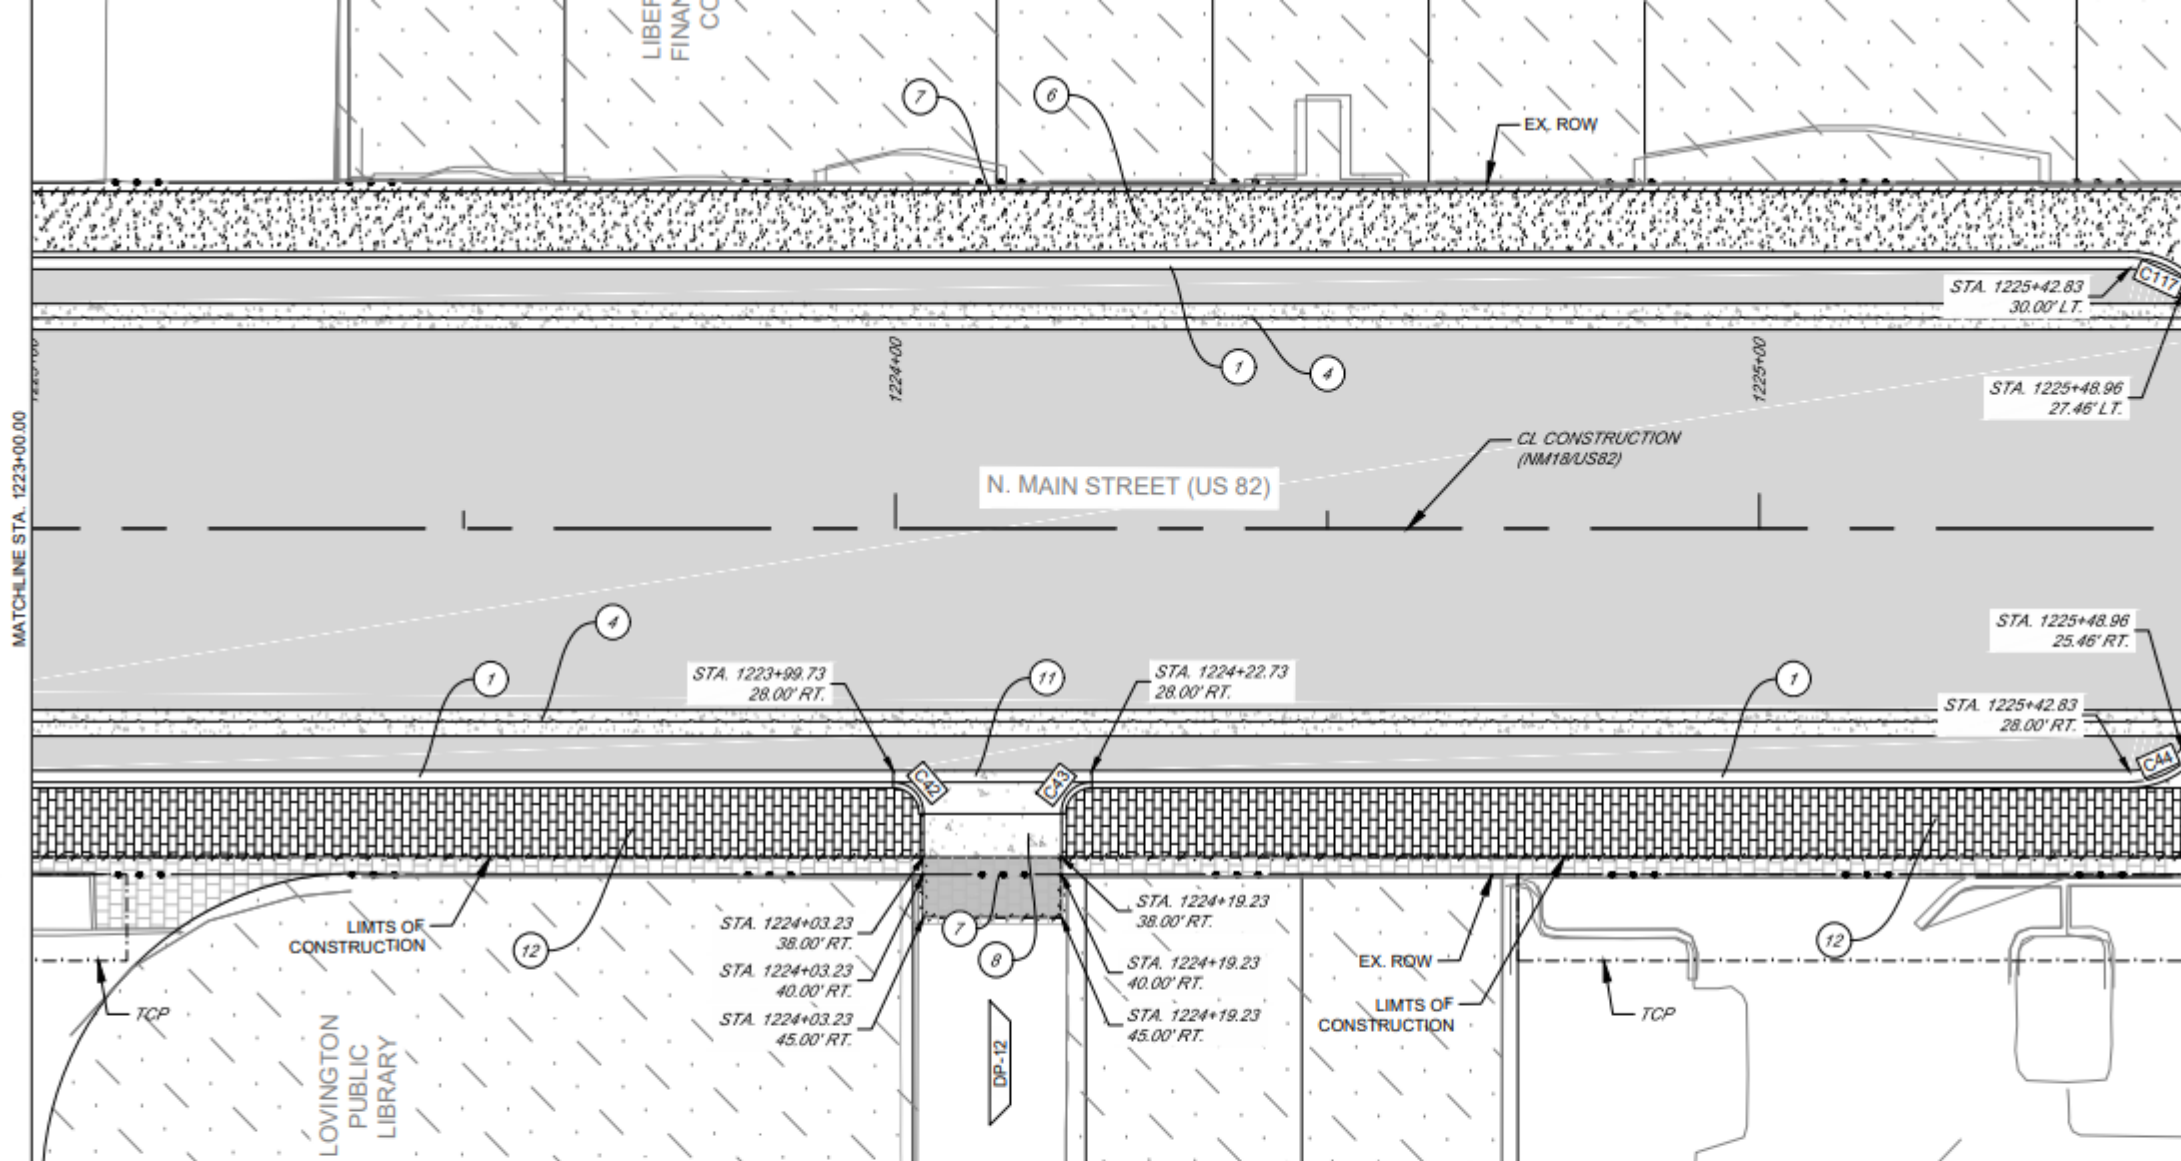 LIBER
FINAN
CO
7
6
EX. ROW
C117
STA. 1225+42.83
30.00' LT.
1224+00
1225+00
1
4
STA. 1225+48.96
27.46' LT.
MATCHLINE STA. 1223+00.00
CL CONSTRUCTION
(NM18/US82)
N. MAIN STREET (US 82)
4
STA. 1225+48.96
25.46' RT.
1
STA. 1223+99.73
28.00' RT.
11
STA. 1224+22.73
28.00' RT.
1
STA. 1225+42.83
28.00' RT.
C42
C43
C44
LIMTS OF
CONSTRUCTION
12
STA. 1224+03.23
38.00' RT.
7
8
STA. 1224+19.23
38.00' RT.
STA. 1224+03.23
40.00' RT.
STA. 1224+19.23
40.00' RT.
EX. ROW
12
TCP
STA. 1224+03.23
45.00' RT.
STA. 1224+19.23
45.00' RT.
LIMTS OF
CONSTRUCTION
TCP
DP-12
LOVINGTON
PUBLIC
LIBRARY